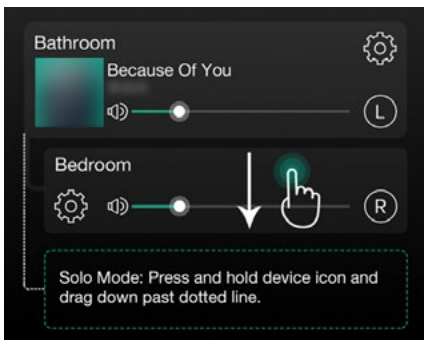 Bathroom
Because Of You
L
Bedroom
R
Solo Mode: Press and hold device icon and
drag down past dotted line.